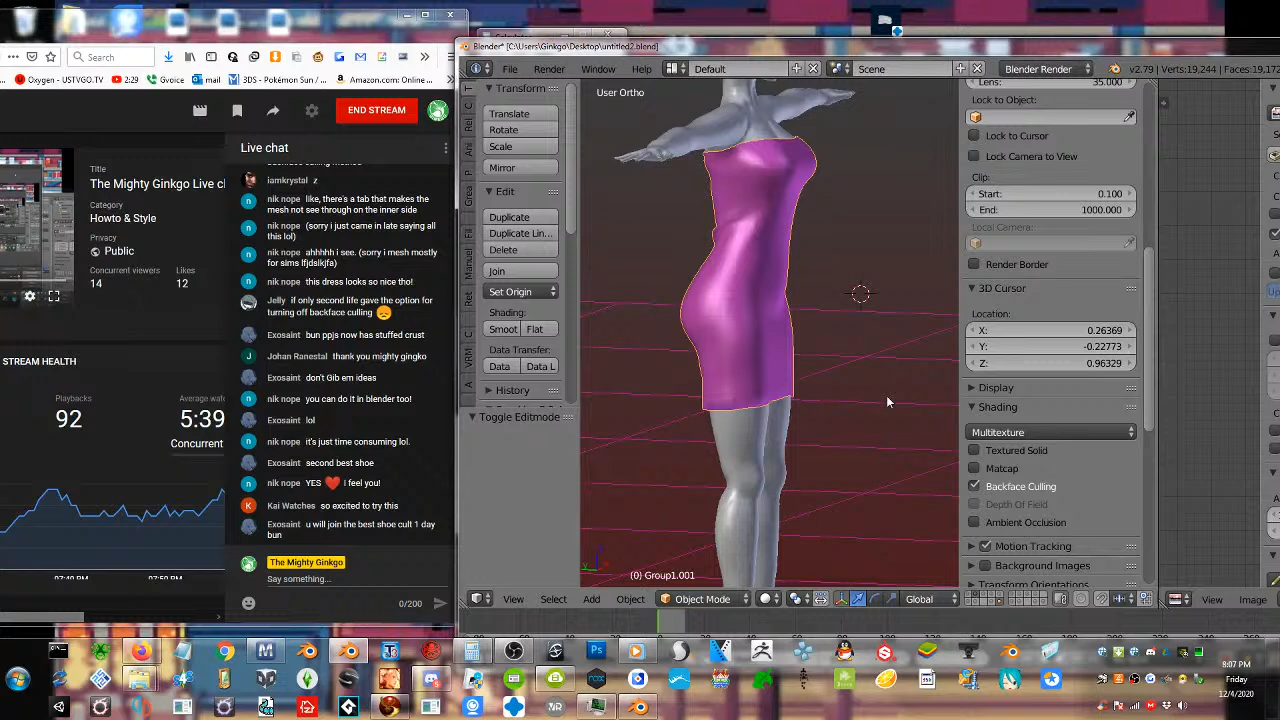 Search
Oxygen - USTVGO.TV
2:29
Gvoice
mail
3DS - Pokémon Sun / ...
Amazon.com: Online...
END STREAM
Title
The Mighty Ginkgo Live cl
Category
Howto & Style
Privacy
Public
Concurrent viewers
14
Likes
12
STREAM HEALTH
Playbacks
92
Average wa
5:39
Concurrent
07:40 PM
07:50 PM
Live chat
iamkrystal z
nik nope like, there's a tab that makes the
mesh not see through on the inner side
nik nope (sorry i just came in late saying all
this lol)
nik nope ahhhhh i see. (sorry i mesh mostly
for sims lfjdslkjfa)
nik nope this dress looks so nice tho!
Jelly if only second life gave the option for
turning off backface culling
Exosaint bun ppjs now has stuffed crust
Johan Ranestal thank you mighty gingko
Exosaint don't Gib em ideas
nik nope you can do it in blender too!
Exosaint lol
nik nope it's just time consuming lol.
Exosaint second best shoe
nik nope YES I feel you!
Kai Watches so excited to try this
Exosaint u will join the best shoe cult 1 day
bun
The Mighty Ginkgo
Say something...
0/200
Blender* [C:\Users\Ginkgo\Desktop\untitled2.blend]
File
Render
Window
Help
Default
Scene
Blender Render
v2.79 | Verts:19,244 | Faces:19,172
Transform
Translate
Rotate
Scale
Mirror
Edit
Duplicate
Duplicate Lin...
Delete
Join
Set Origin
Shading:
Smoot
Flat
Data Transfer:
Data
Data L
History
Toggle Editmode
User Ortho
(0) Group1.001
Lens:
35.000
Lock to Object:
Lock to Cursor
Lock Camera to View
Clip:
Start:
0.100
End:
1000.000
Local Camera:
Render Border
3D Cursor
Location:
X:
0.26369
Y:
-0.22773
Z:
0.96329
Display
Shading
Multitexture
Textured Solid
Matcap
Backface Culling
Depth Of Field
Ambient Occlusion
Motion Tracking
Background Images
Transform Orientations
View
Select
Add
Object
Object Mode
Global
View
Image
8:07 PM
Friday
12/4/2020